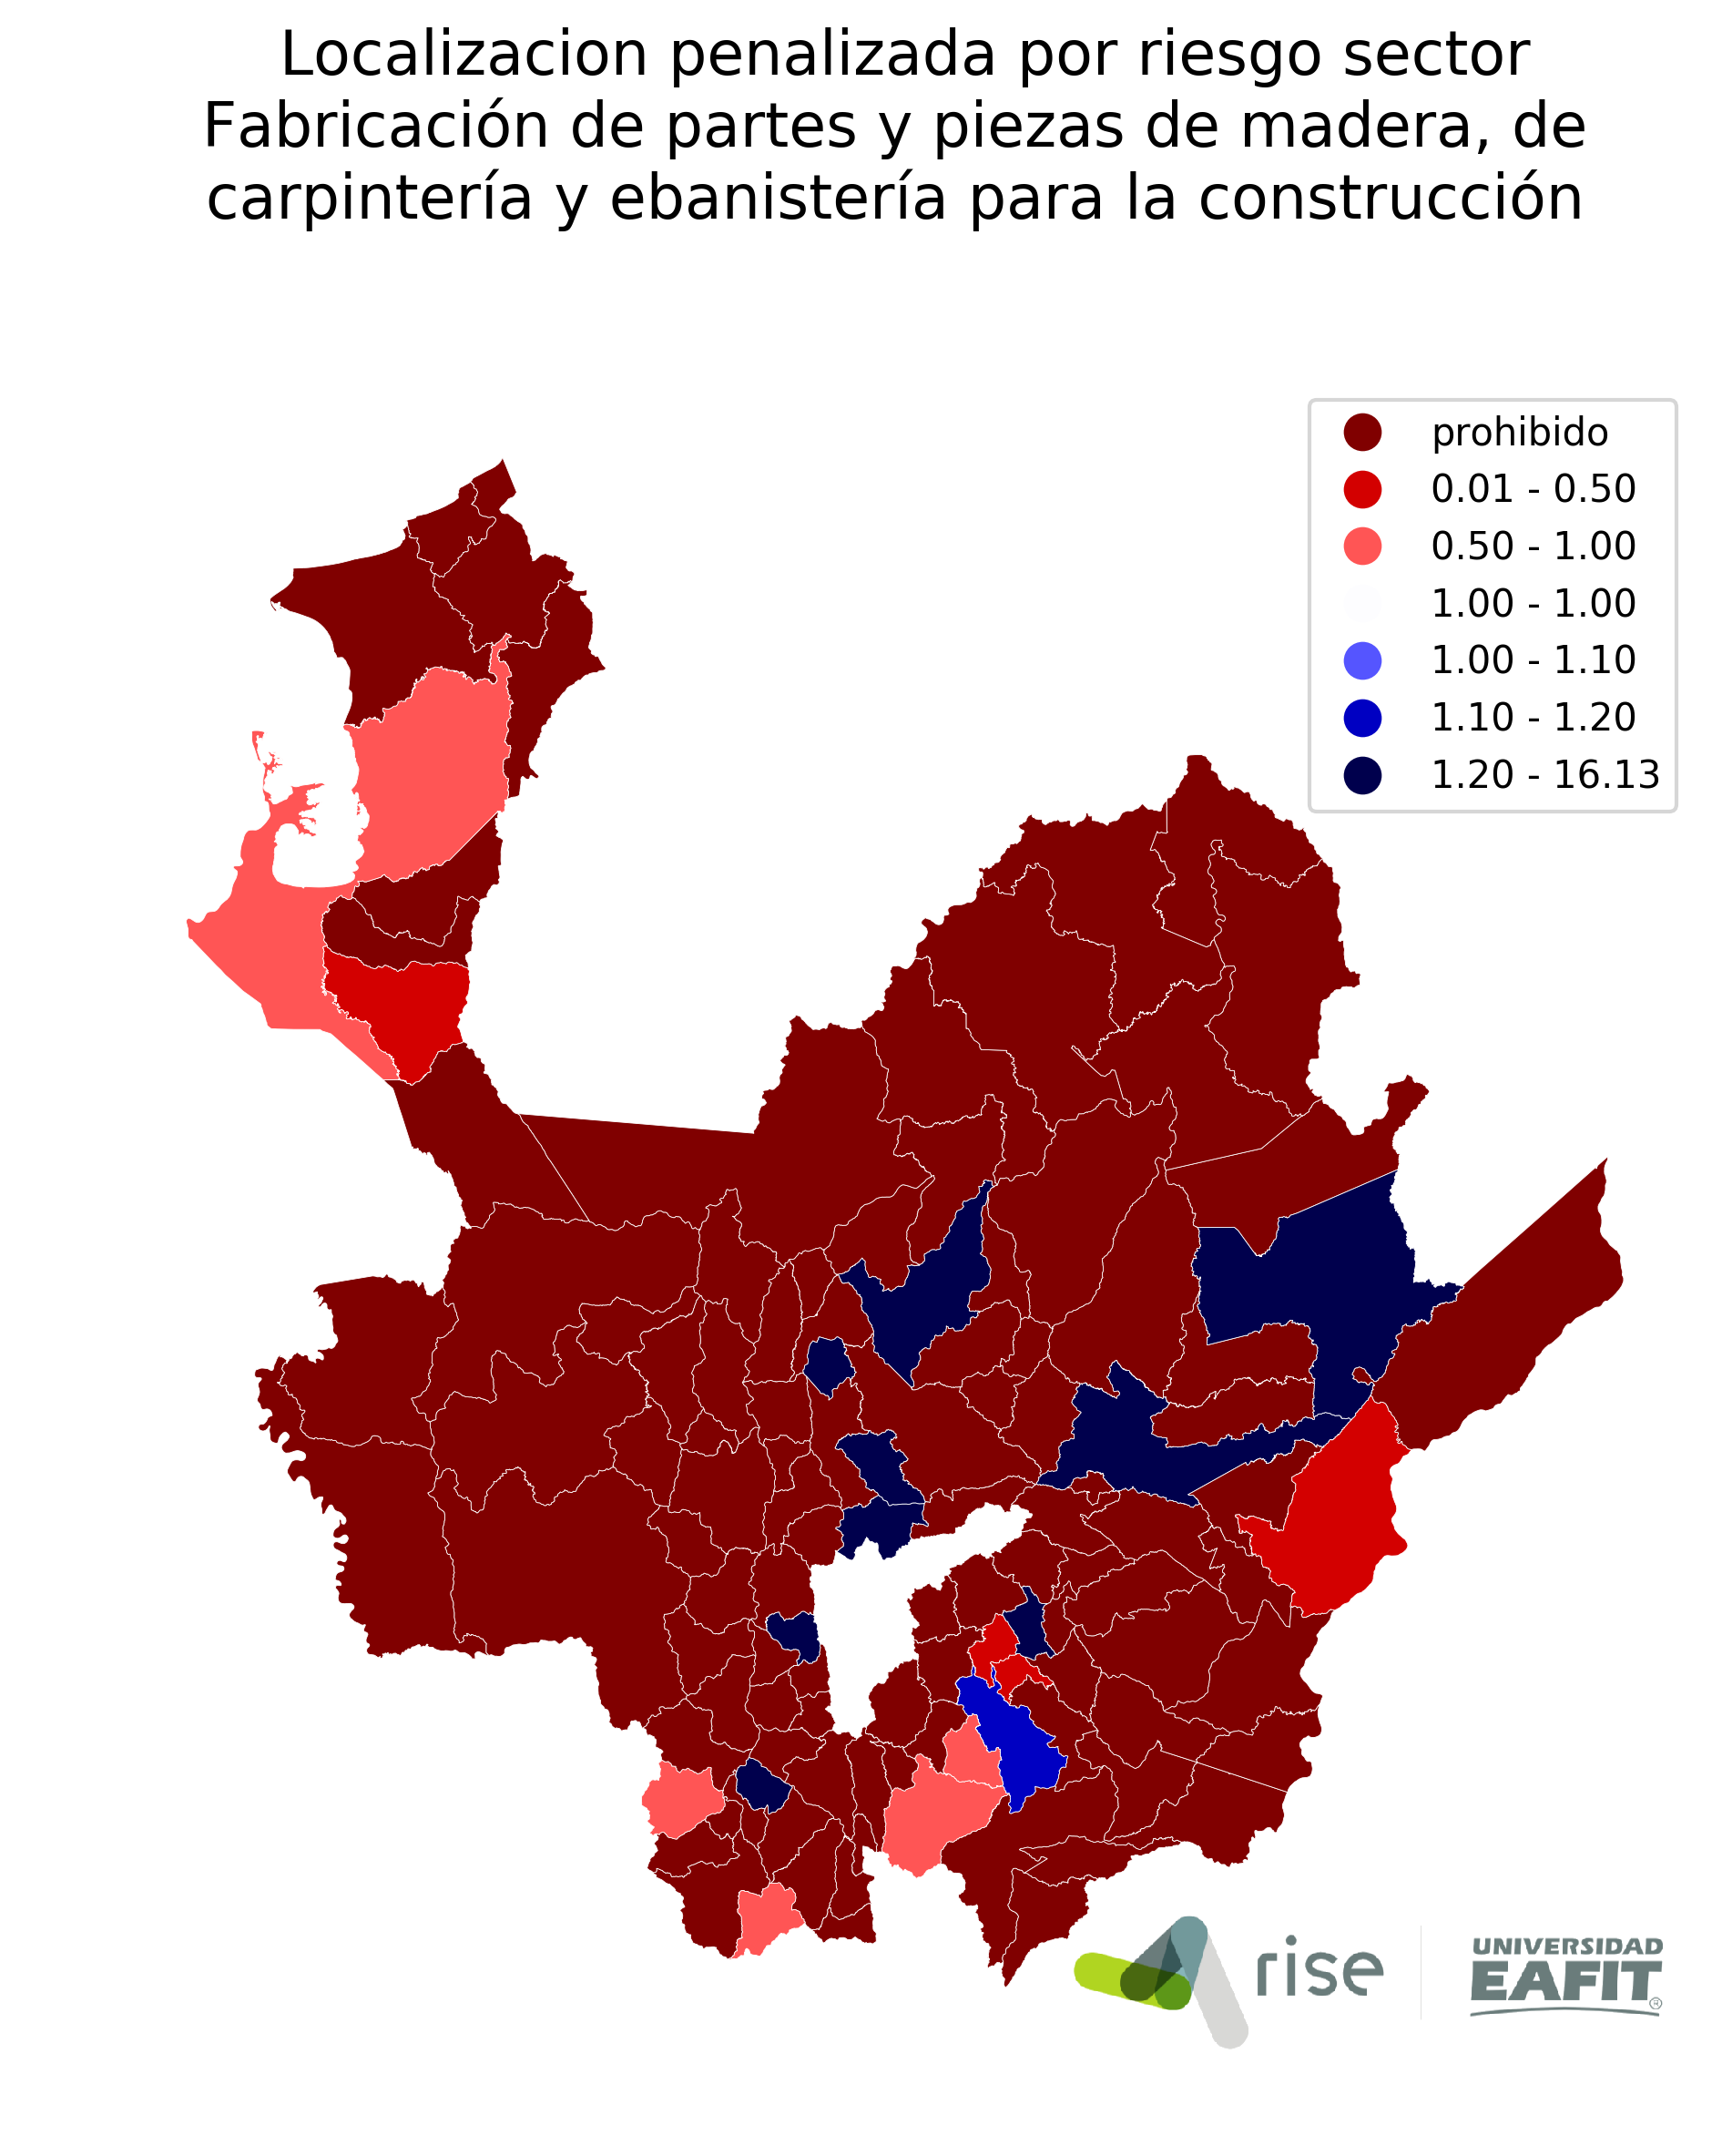 Localizacion penalizada por riesgo sector
Fabricación de partes y piezas de madera, de
carpintería y ebanistería para la construcción
prohibido
0.01 - 0.50
0.50 - 1.00
1.00 - 1.00
1.00 - 1.10
1.10 - 1.20
1.20 - 16.13
rise
UNIVERSIDAD
EAFIT®